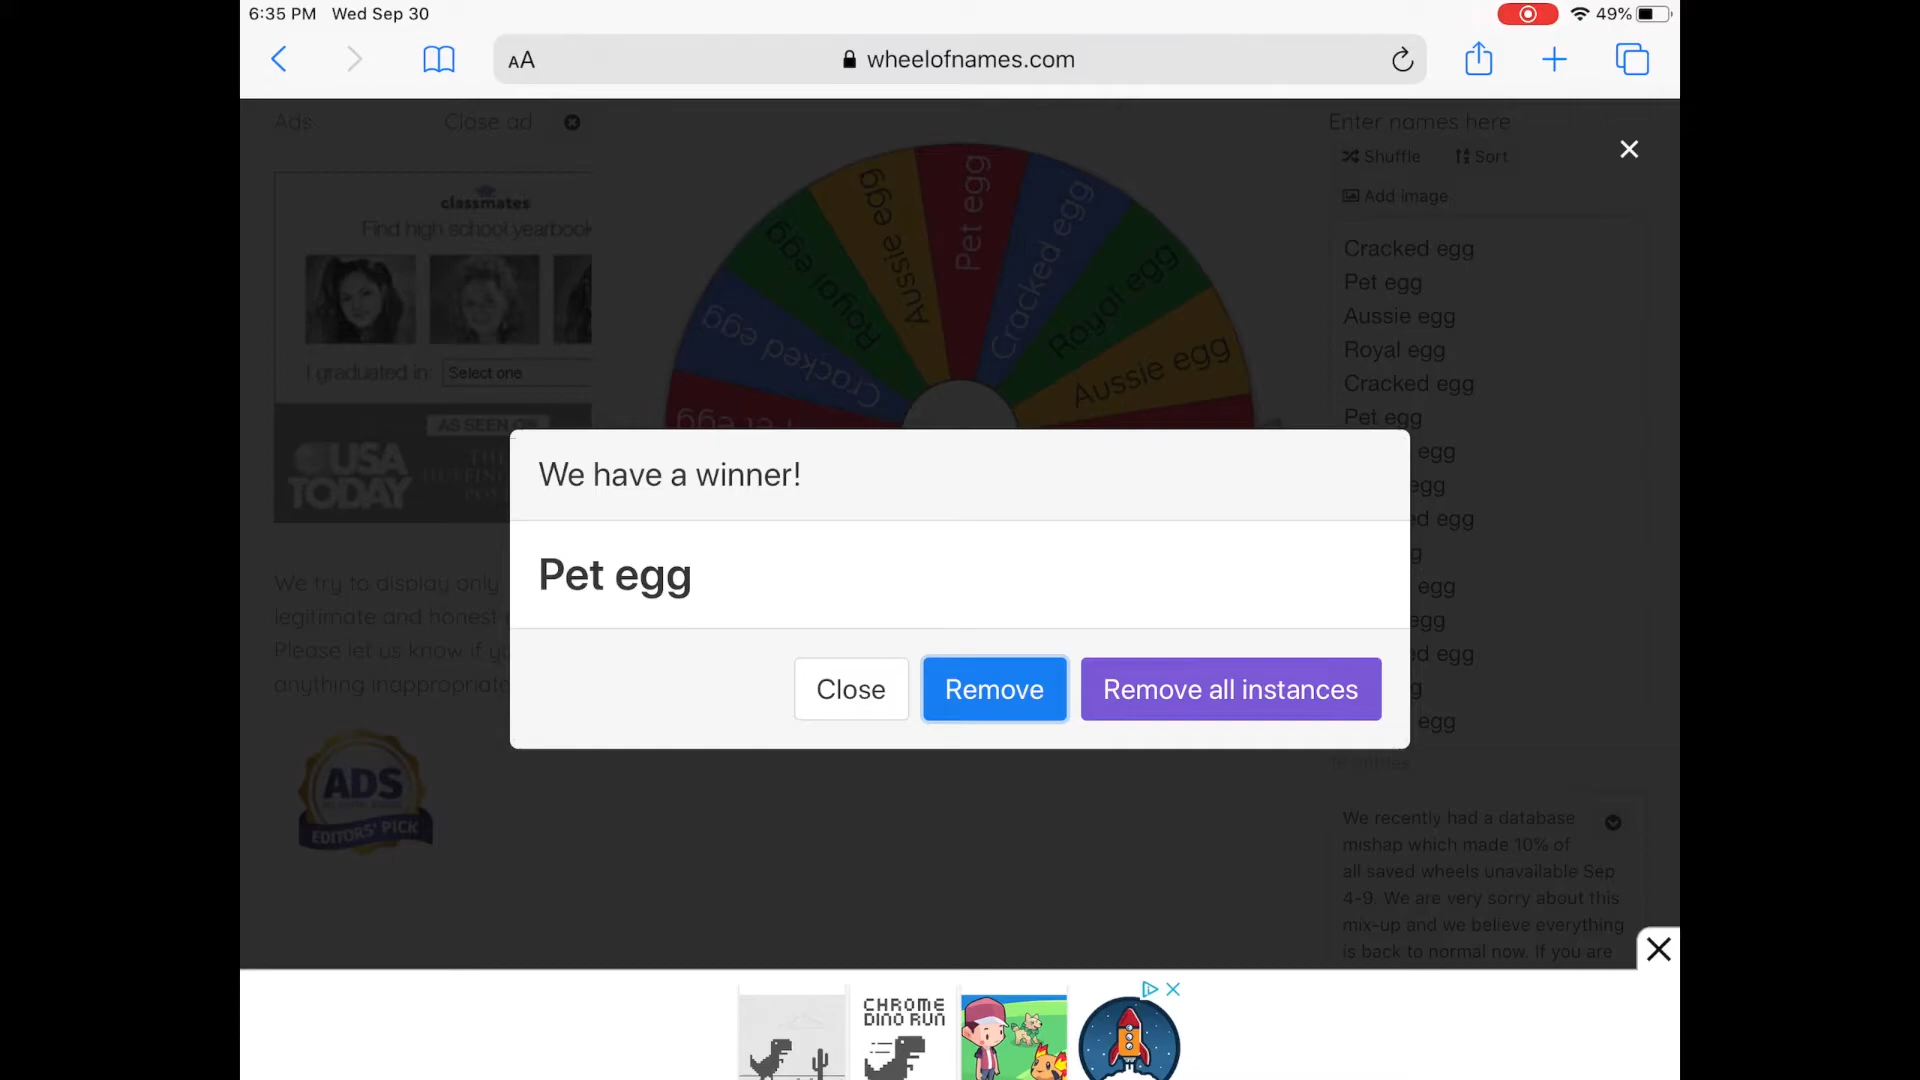 6:35 PM Wed Sep 30
49%
AA
wheelofnames.com
Ads
Close ad
classmates
Find high school yearbook
I graduated in:
Select one
AS SEEN ON
USA
TODAY
We try to display only
legitimate and honest
Please let us know if
anything inappropriate
ADS
EDITORS' PICK
Pet egg
Cracked egg
Royal egg
Aussie egg
Pet egg
Cracked egg
Royal egg
Aussie egg
Enter names here
Shuffle
Sort
Add image
Cracked egg
Pet egg
Aussie egg
Royal egg
Cracked egg
Pet egg
egg
egg
ed egg
g
egg
egg
ed egg
g
egg
We have a winner!
Pet egg
Close
Remove
Remove all instances
We recently had a database
mishap which made 10% of
all saved wheels unavailable Sep
4-9. We are very sorry about this
mix-up and we believe everything
is back to normal now. If you are
CHROME
DINO RUN